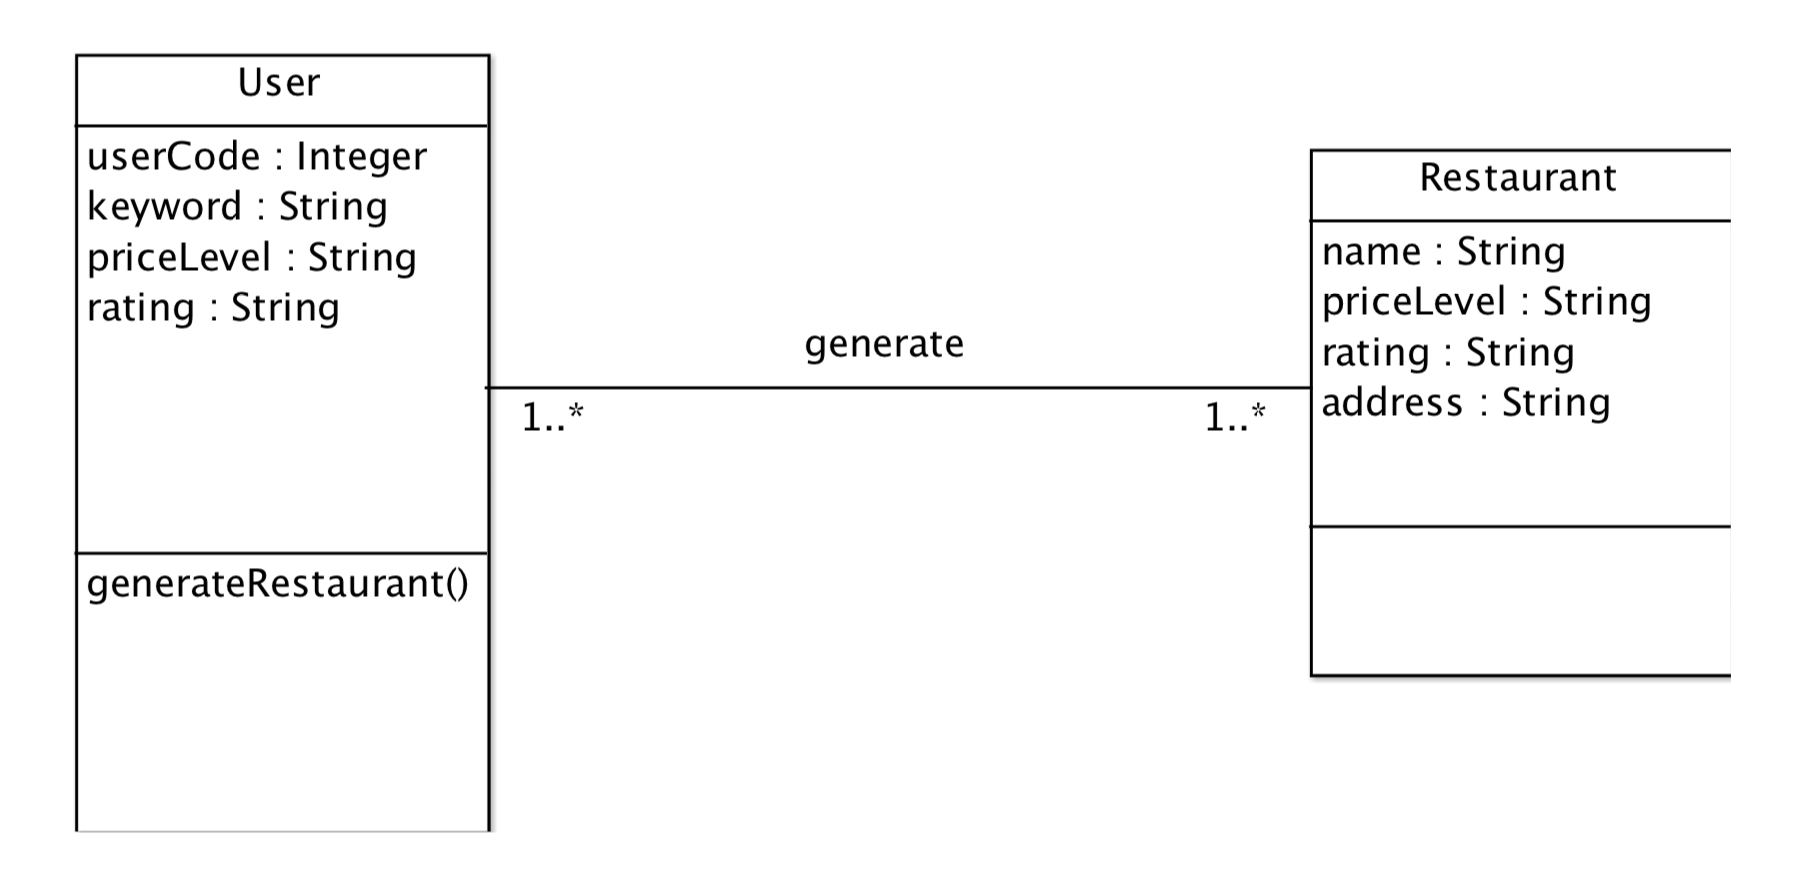 User
userCode : Integer
keyword : String
priceLevel : String
rating : String
generateRestaurant()
generate
1..*
1..*
Restaurant
name : String
priceLevel : String
rating : String
address : String